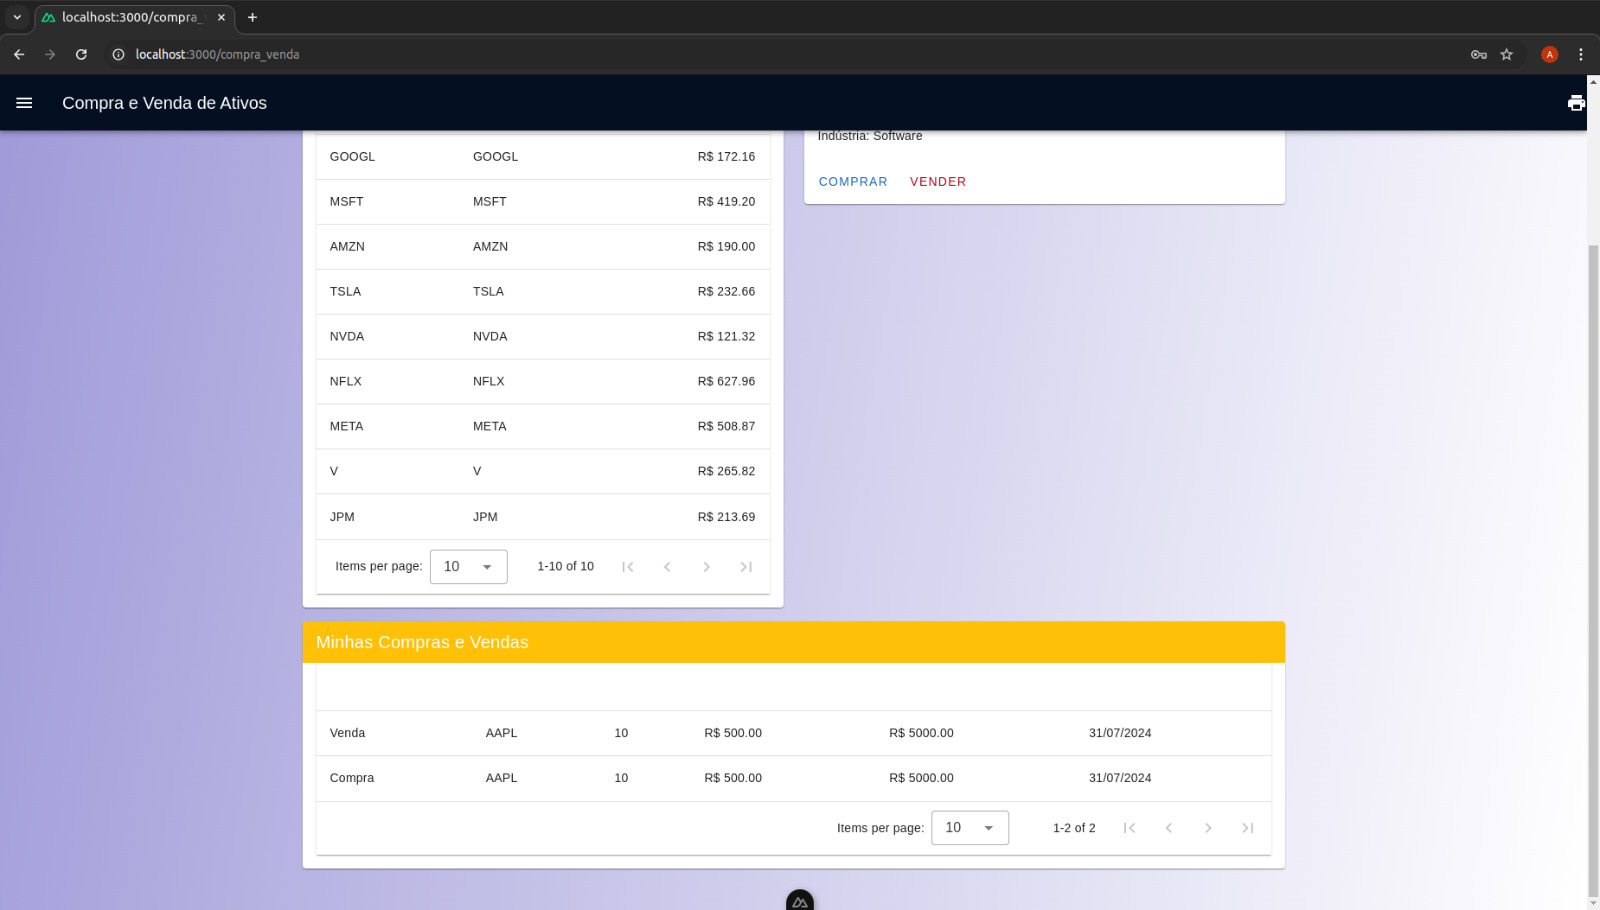 localhost:3000/compra_
localhost:3000/compra_venda
A
Compra e Venda de Ativos
GOOGL GOOGL R$ 172.16
MSFT MSFT R$ 419.20
AMZN AMZN R$ 190.00
TSLA TSLA R$ 232.66
NVDA NVDA R$ 121.32
NFLX NFLX R$ 627.96
META META R$ 508.87
V V R$ 265.82
JPM JPM R$ 213.69
Items per page: 10 1-10 of 10
Indústria: Software
COMPRAR VENDER
Minhas Compras e Vendas
Venda AAPL 10 R$ 500.00 R$ 5000.00 31/07/2024
Compra AAPL 10 R$ 500.00 R$ 5000.00 31/07/2024
Items per page: 10 1-2 of 2